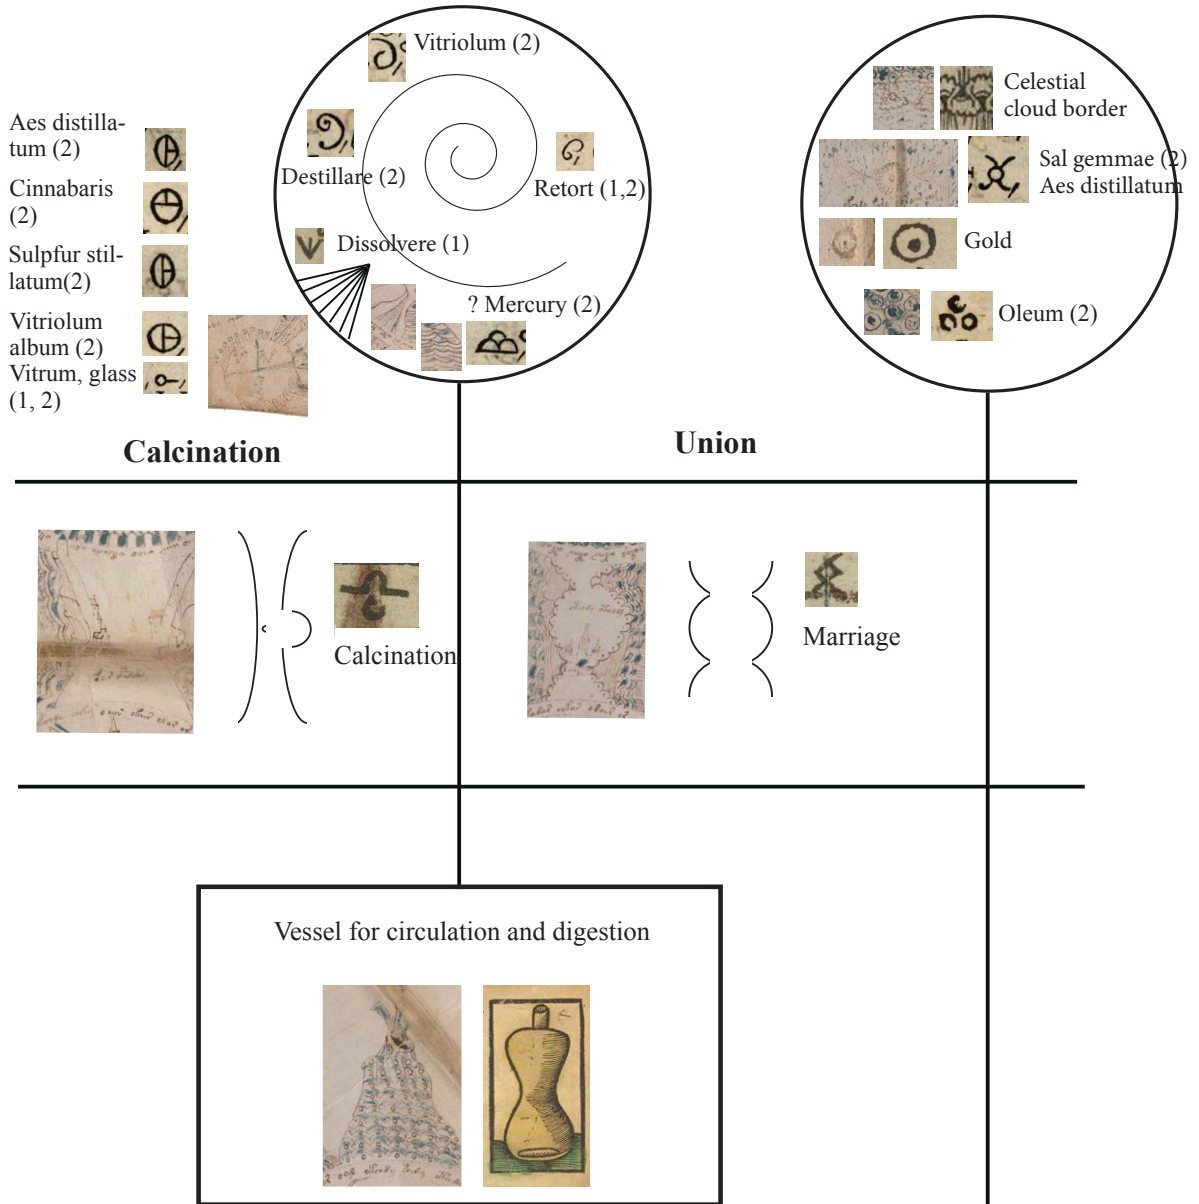 Vitriolum (2)
Aes distilla-
tum (2)
Cinnabaris
(2)
Sulpfur stil-
latum(2)
Vitriolum
album (2)
Vitrum, glass
(1, 2)
Destillare (2)
Retort (1,2)
Dissolvere (1)
? Mercury (2)
Celestial
cloud border
Sal gemmae (2)
Aes distillatum
Gold
Oleum (2)
Calcination
Union
Calcination
Marriage
Vessel for circulation and digestion